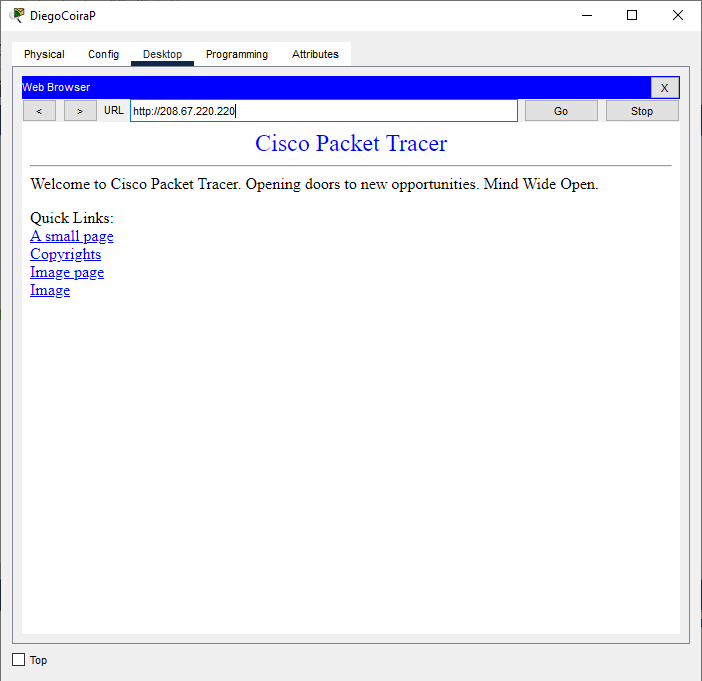 DiegoCoiraP
Physical Config Desktop Programming Attributes
Web Browser X
< > URL http://208.67.220.220 Go Stop
Cisco Packet Tracer
Welcome to Cisco Packet Tracer. Opening doors to new opportunities. Mind Wide Open.
Quick Links:
A small page
Copyrights
Image page
Image
Top